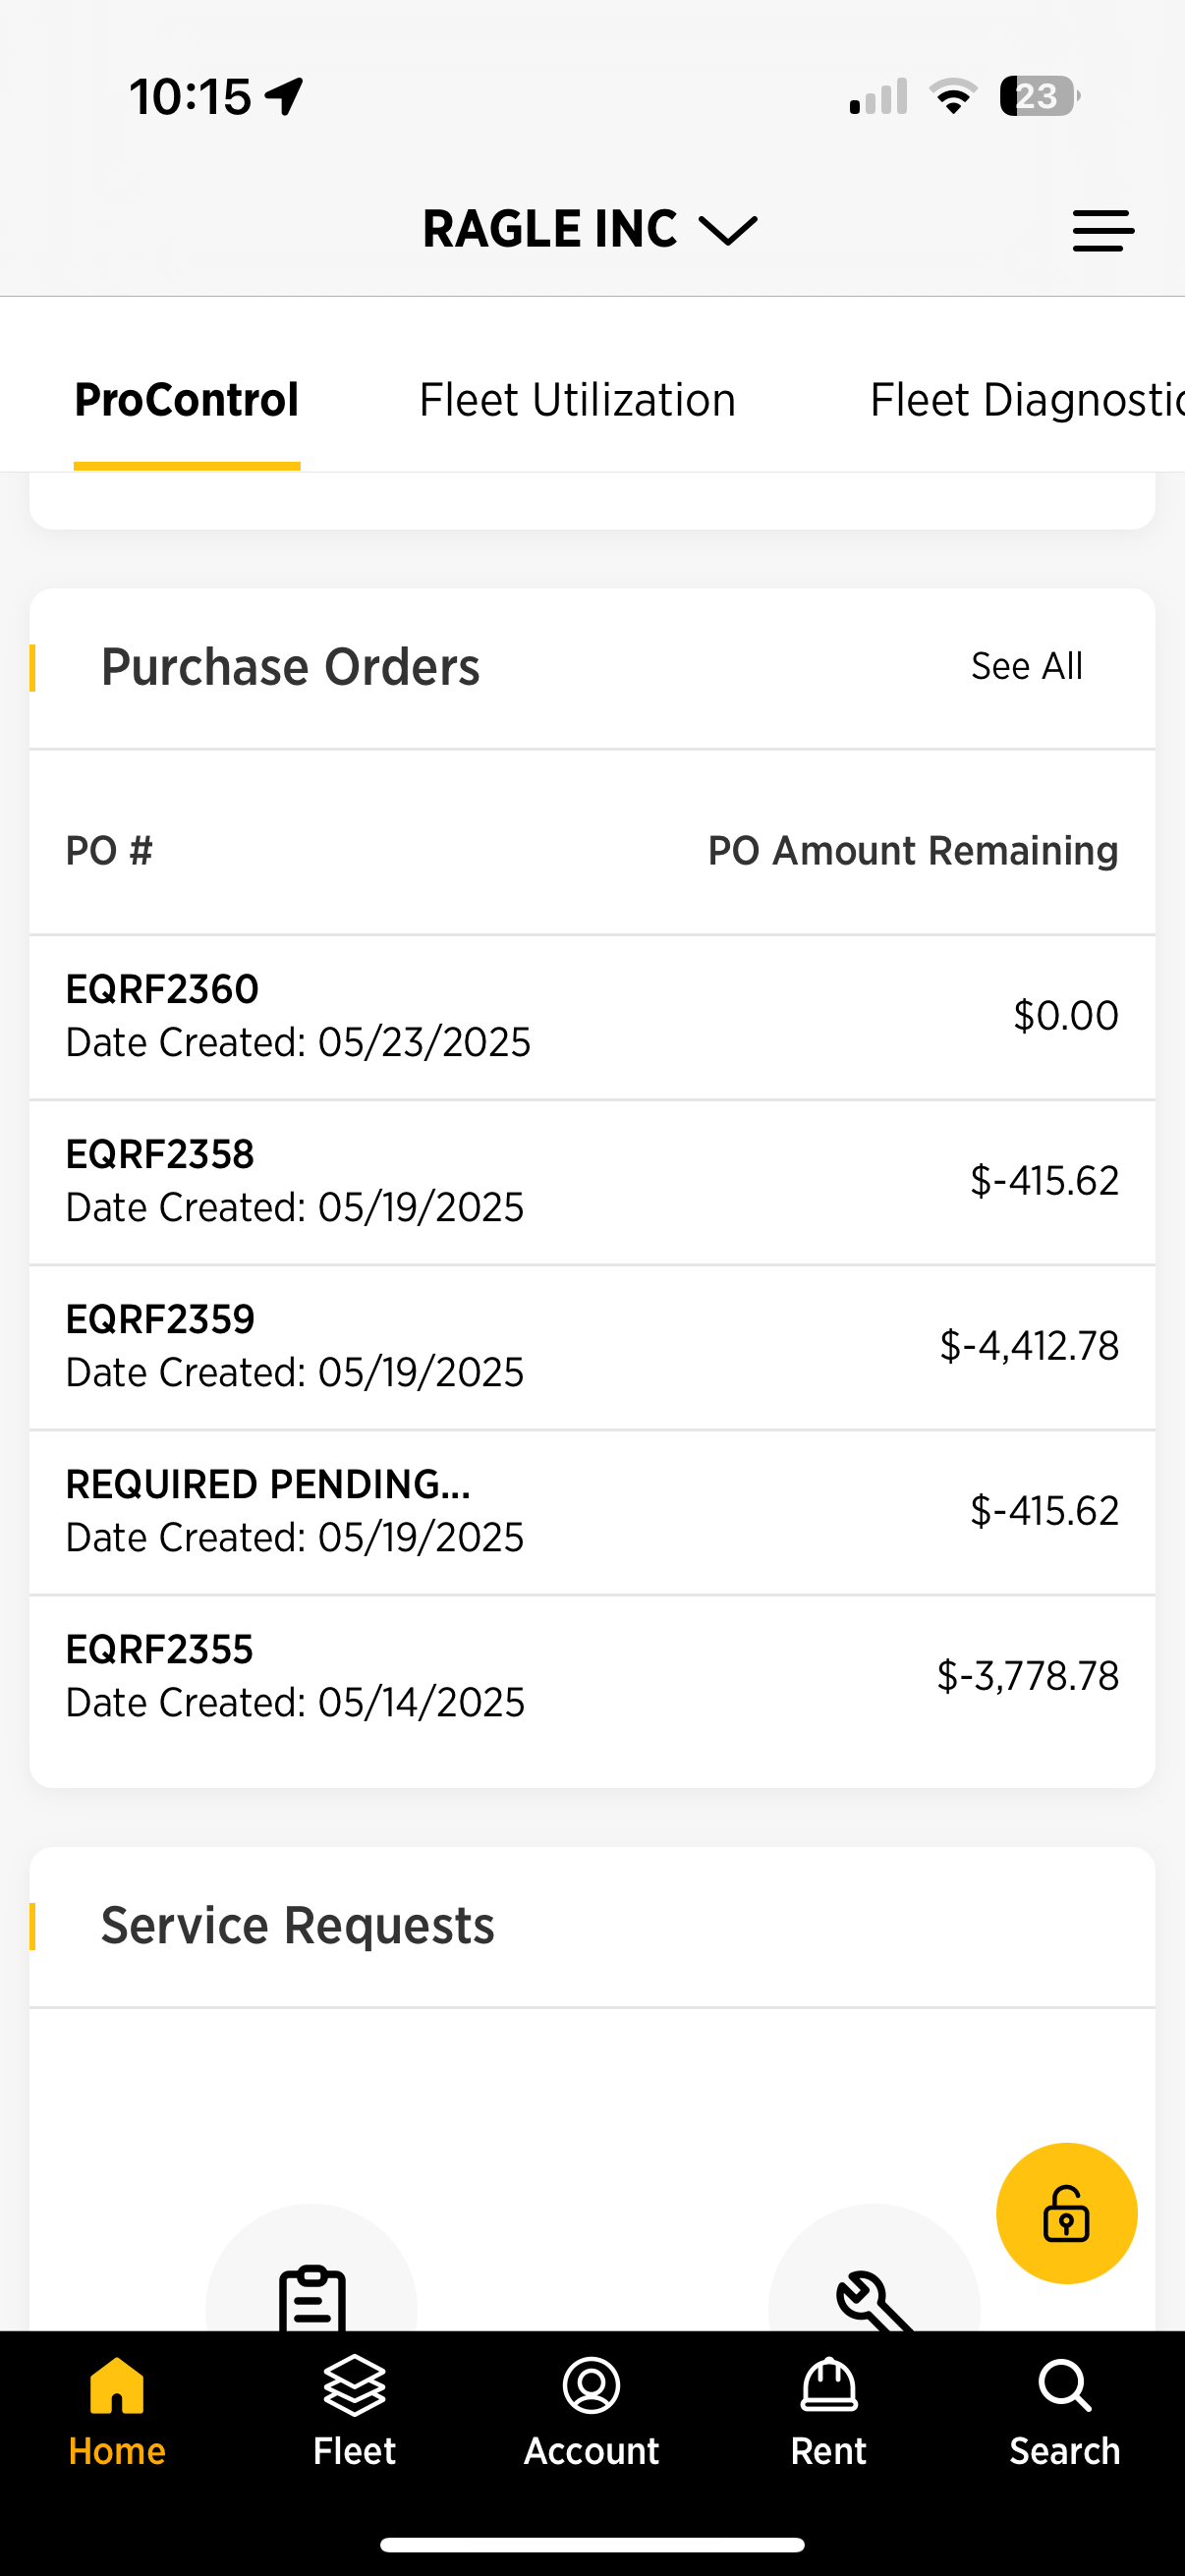 10:15
23
RAGLE INC
ProControl Fleet Utilization Fleet Diagnostic
Purchase Orders See All
PO # PO Amount Remaining
EQRF2360
Date Created: 05/23/2025
$0.00
EQRF2358
Date Created: 05/19/2025
$-415.62
EQRF2359
Date Created: 05/19/2025
$-4,412.78
REQUIRED PENDING...
Date Created: 05/19/2025
$-415.62
EQRF2355
Date Created: 05/14/2025
$-3,778.78
Service Requests
Home Fleet Account Rent Search